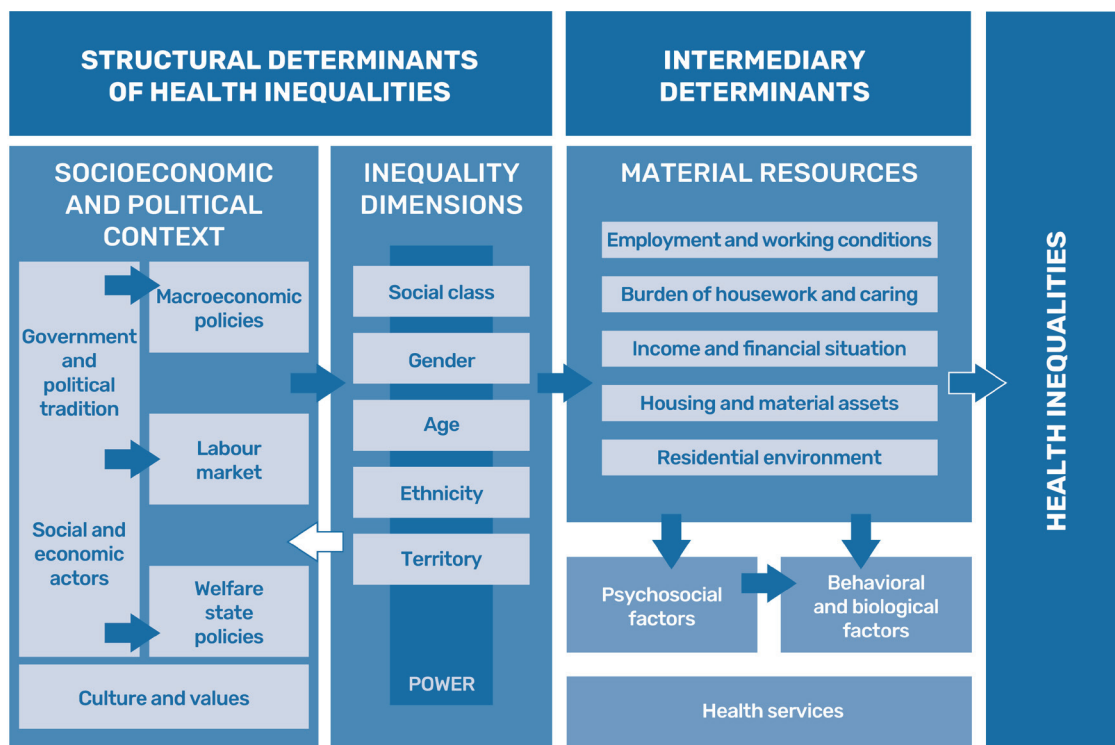 STRUCTURAL DETERMINANTS
OF HEALTH INEQUALITIES
INTERMEDIARY
DETERMINANTS
SOCIOECONOMIC
AND POLITICAL
CONTEXT
Government
and
political
tradition
Social and
economic
actors
Macroeconomic
policies
Labour
market
Welfare
state
policies
Culture and values
INEQUALITY
DIMENSIONS
Social class
Gender
Age
Ethnicity
Territory
POWER
MATERIAL RESOURCES
Employment and working conditions
Burden of housework and caring
Income and financial situation
Housing and material assets
Residential environment
Psychosocial
factors
Behavioral
and biological
factors
Health services
HEALTH INEQUALITIES